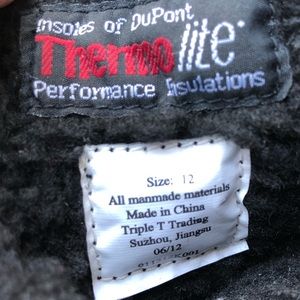 Insoles of DuPont
Thermolite
Performance Insulations
Size: 12
All manmade materials
Made in China
Triple T Trading
Suzhou, Jiangsu
06/12